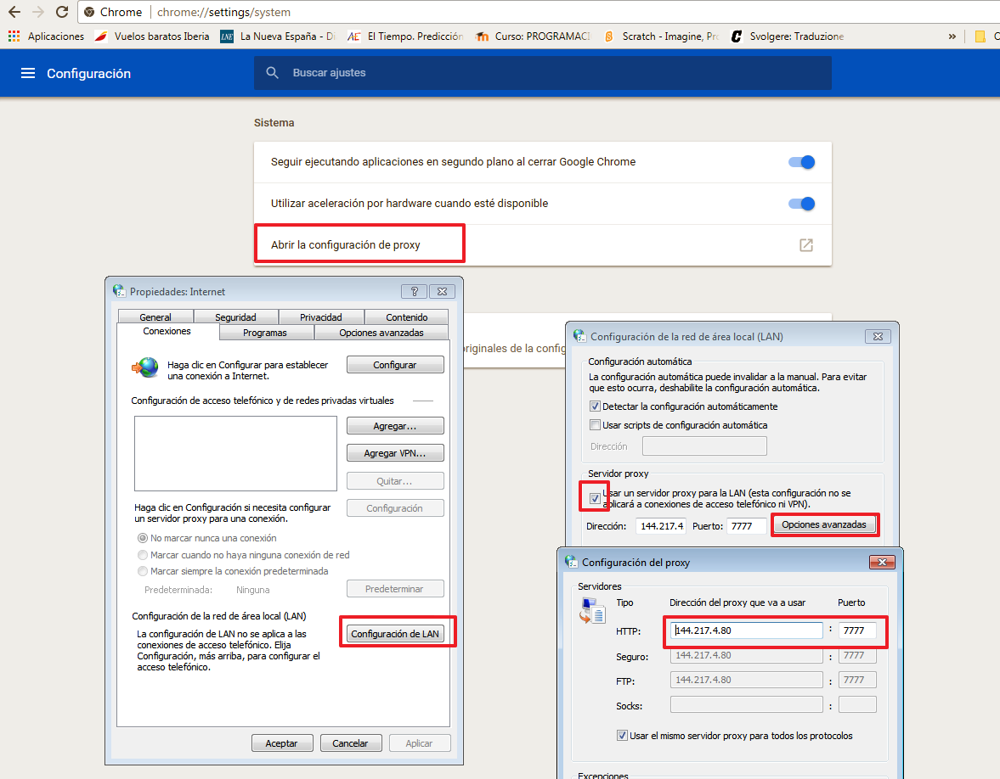 Chrome chrome://settings/system
Aplicaciones Vuelos baratos Iberia LNE La Nueva España - Di AE El Tiempo. Predicción Curso: PROGRAMACI Scratch - Imagine, Pro Svolgere: Traduzione »
Configuración Buscar ajustes
Sistema
Seguir ejecutando aplicaciones en segundo plano al cerrar Google Chrome
Utilizar aceleración por hardware cuando esté disponible
Abrir la configuración de proxy
originales de la config
Propiedades: Internet
General Seguridad Privacidad Contenido
Conexiones Programas Opciones avanzadas
Haga clic en Configurar para establecer
una conexión a Internet.
Configurar
Configuración de acceso telefónico y de redes privadas virtuales
Agregar...
Agregar VPN...
Quitar...
Haga clic en Configuración si necesita configurar
un servidor proxy para una conexión.
Configuración
No marcar nunca una conexión
Marcar cuando no haya ninguna conexión de red
Marcar siempre la conexión predeterminada
Predeterminada: Ninguna Predeterminar
Configuración de la red de área local (LAN)
La configuración de LAN no se aplica a las
conexiones de acceso telefónico. Elija
Configuración, más arriba, para configurar el
acceso telefónico.
Configuración de LAN
Aceptar Cancelar Aplicar
Configuración de la red de área local (LAN)
Configuración automática
La configuración automática puede invalidar a la manual. Para evitar
que esto ocurra, deshabilite la configuración automática.
Detectar la configuración automáticamente
Usar scripts de configuración automática
Dirección
Servidor proxy
Usar un servidor proxy para la LAN (esta configuración no se
aplicará a conexiones de acceso telefónico ni VPN).
Dirección: 144.217.4. Puerto: 7777 Opciones avanzadas
Configuración del proxy
Servidores
Tipo Dirección del proxy que va a usar Puerto
HTTP: 144.217.4.80 : 7777
Seguro: 144.217.4.80 : 7777
FTP: 144.217.4.80 : 7777
Socks: :
Usar el mismo servidor proxy para todos los protocolos
Excepciones